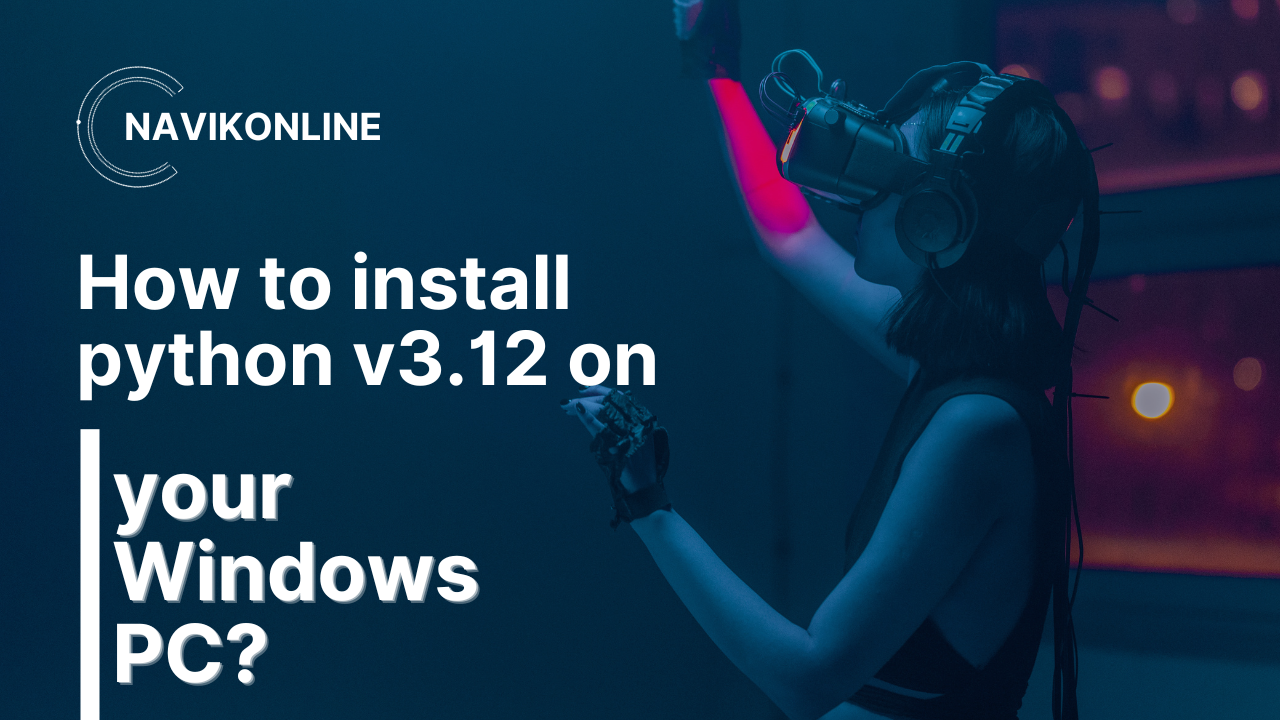 NAVIKONLINE
How to install
python v3.12 on
your
Windows
PC?